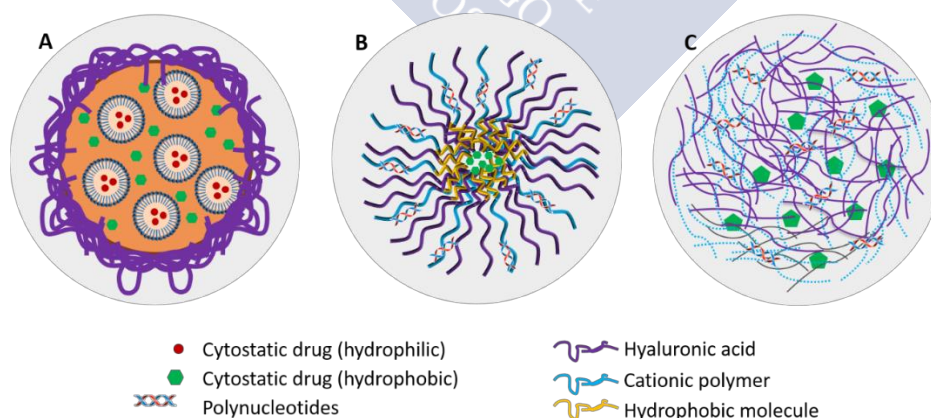 A
B
C
Cytostatic drug (hydrophilic)
Cytostatic drug (hydrophobic)
Polynucleotides
Hyaluronic acid
Cationic polymer
Hydrophobic molecule